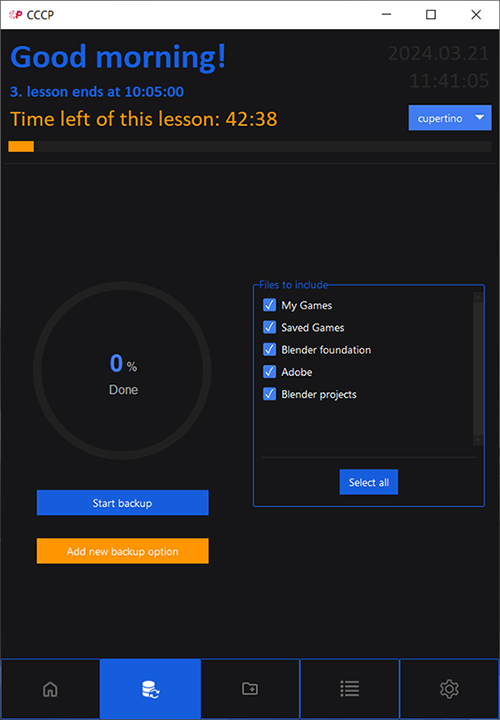 CCCP
Good morning!
2024.03.21
11:41:05
3. lesson ends at 10:05:00
Time left of this lesson: 42:38
cupertino
Files to include
My Games
Saved Games
Blender foundation
Adobe
Blender projects
Select all
0 %
Done
Start backup
Add new backup option